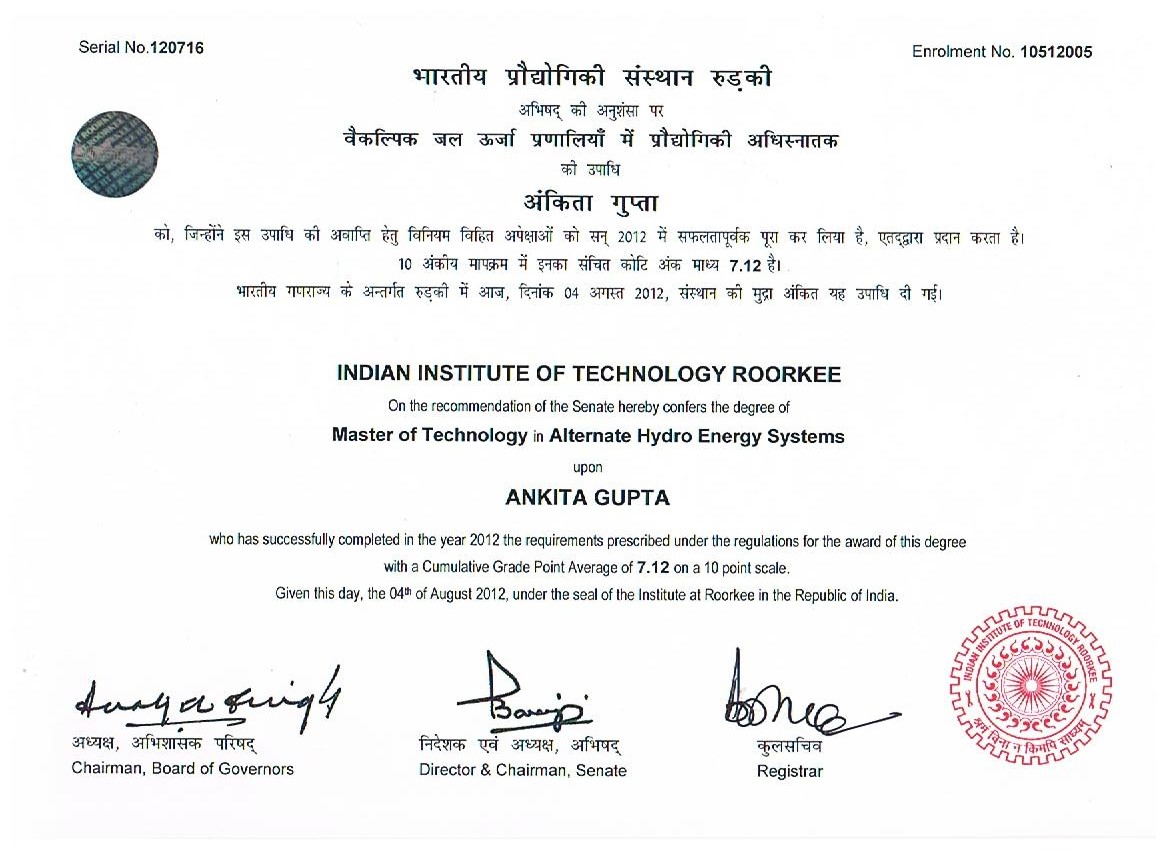 Serial No.120716
Enrolment No. 10512005
भारतीय प्रौद्योगिकी संस्थान रुड़की
अभिषद् की अनुशंसा पर
वैकल्पिक जल ऊर्जा प्रणालियाँ में प्रौद्योगिकी अधिस्नातक
की उपाधि
अंकिता गुप्ता
को, जिन्होंने इस उपाधि की अवाप्ति हेतु विनियम विहित अपेक्षाओं को सन् 2012 में सफलतापूर्वक पूरा कर लिया है, एतद्द्वारा प्रदान करता है।
10 अंकीय मापक्रम में इनका संचित कोटि अंक माध्य 7.12 है।
भारतीय गणराज्य के अन्तर्गत रुड़की में आज, दिनांक 04 अगस्त 2012, संस्थान की मुद्रा अंकित यह उपाधि दी गई।
INDIAN INSTITUTE OF TECHNOLOGY ROORKEE
On the recommendation of the Senate hereby confers the degree of
Master of Technology in Alternate Hydro Energy Systems
upon
ANKITA GUPTA
who has successfully completed in the year 2012 the requirements prescribed under the regulations for the award of this degree
with a Cumulative Grade Point Average of 7.12 on a 10 point scale.
Given this day, the 04th of August 2012, under the seal of the Institute at Roorkee in the Republic of India.
INDIAN INSTITUTE OF TECHNOLOGY ROORKEE
श्रमं विना न किमपि साध्यम्
अध्यक्ष, अभिशासक परिषद्
निदेशक एवं अध्यक्ष, अभिषद्
कुलसचिव
Chairman, Board of Governors
Director & Chairman, Senate
Registrar